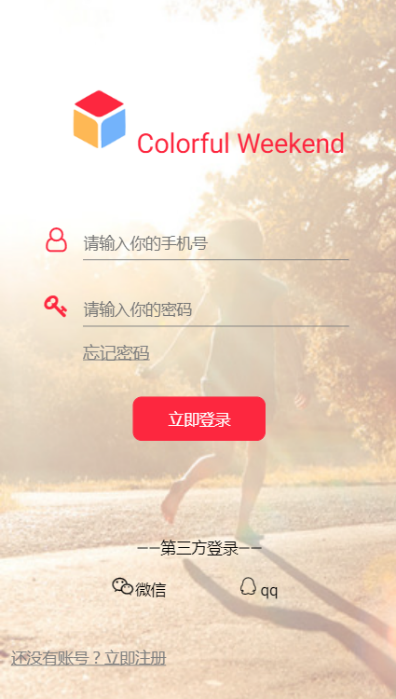 Colorful Weekend
请输入你的手机号
请输入你的密码
忘记密码
立即登录
——第三方登录——
微信 qq
还没有账号？立即注册